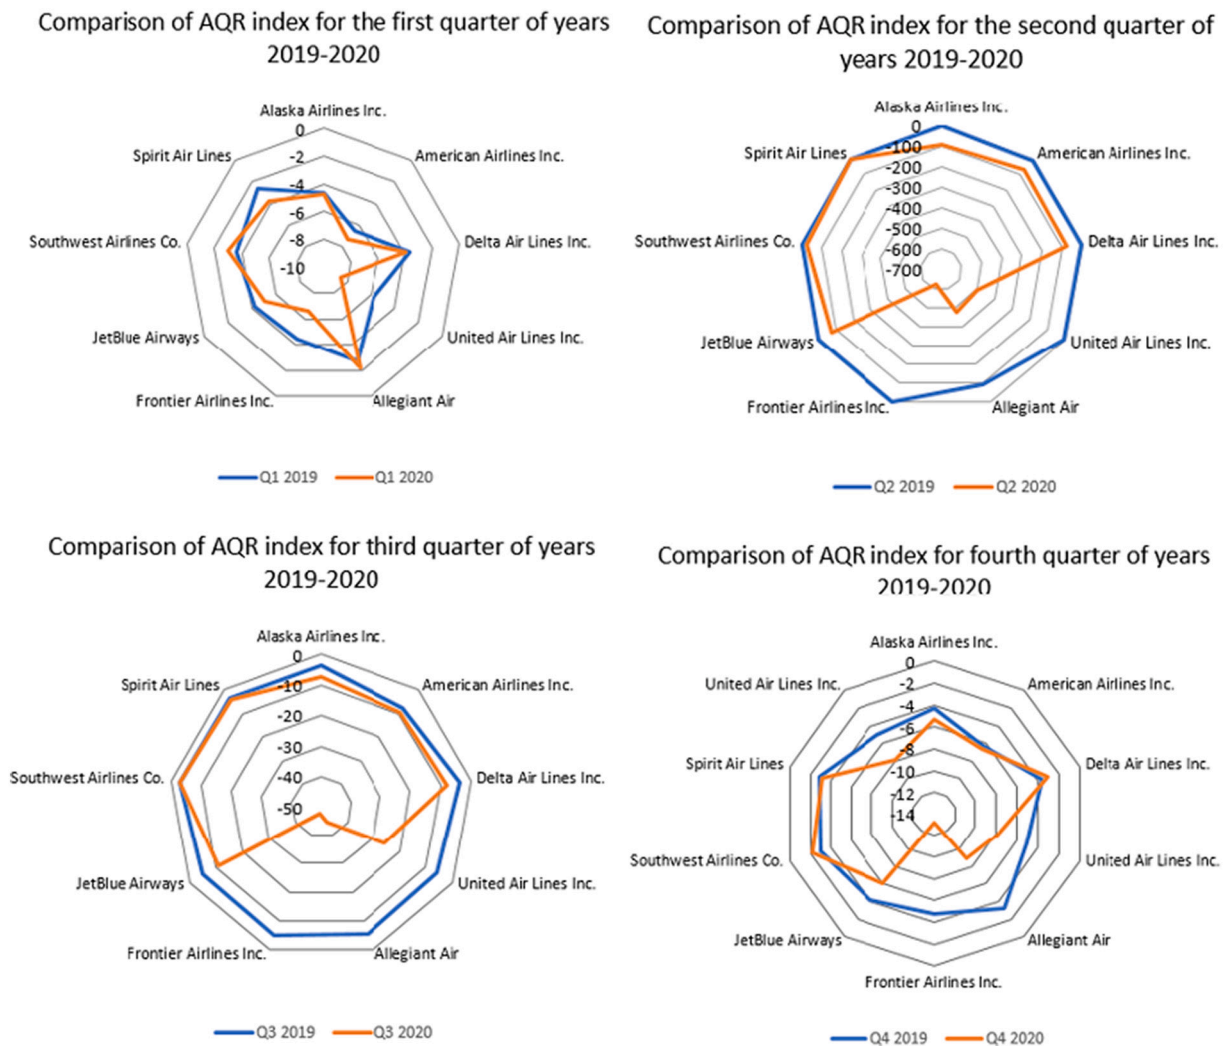 Comparison of AQR index for the first quarter of years
2019-2020
Alaska Airlines Inc.
0
Spirit Air Lines
American Airlines Inc.
-2
-4
-6
Southwest Airlines Co.
Delta Air Lines Inc.
-8
-10
JetBlue Airways
United Air Lines Inc.
Frontier Airlines Inc.
Allegiant Air
Q1 2019
Q1 2020
Comparison of AQR index for the second quarter of
years 2019-2020
Alaska Airlines Inc.
0
-100
Spirit Air Lines
American Airlines Inc.
-200
-300
-400
-500
Southwest Airlines Co.
Delta Air Lines Inc.
-600
-700
JetBlue Airways
United Air Lines Inc.
Frontier Airlines Inc.
Allegiant Air
Q2 2019
Q2 2020
Comparison of AQR index for third quarter of years
2019-2020
Alaska Airlines Inc.
0
Spirit Air Lines
-10
American Airlines Inc.
-20
-30
Southwest Airlines Co.
-40
Delta Air Lines Inc.
-50
JetBlue Airways
United Air Lines Inc.
Frontier Airlines Inc.
Allegiant Air
Q3 2019
Q3 2020
Comparison of AQR index for fourth quarter of years
2019-2020
Alaska Airlines Inc.
0
United Air Lines Inc.
-2
American Airlines Inc.
-4
-6
-8
Spirit Air Lines
Delta Air Lines Inc.
-10
-12
-14
Southwest Airlines Co.
United Air Lines Inc.
JetBlue Airways
Allegiant Air
Frontier Airlines Inc.
Q4 2019
Q4 2020